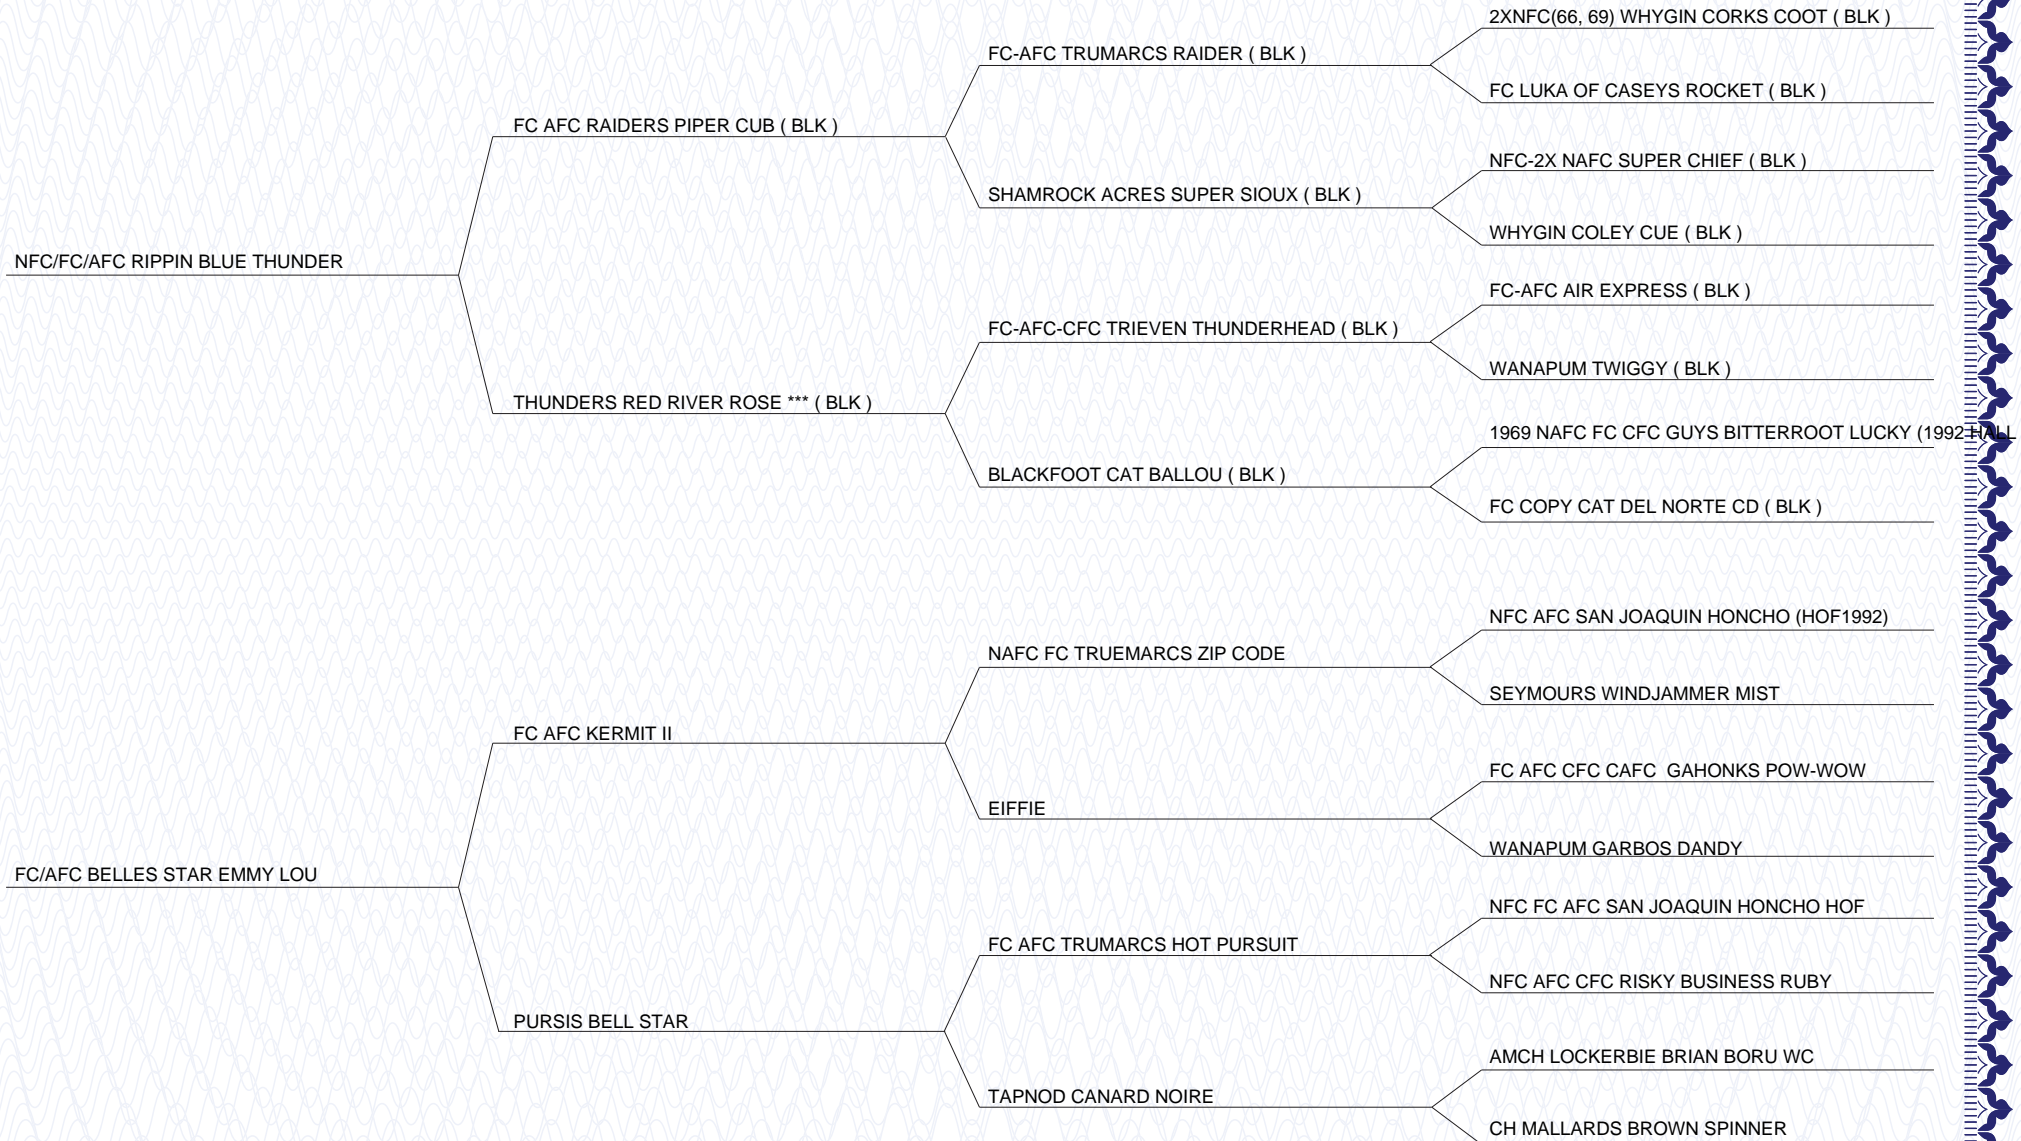 2XNFC(66, 69) WHYGIN CORKS COOT ( BLK )
FC-AFC TRUMARCS RAIDER ( BLK )
FC LUKA OF CASEYS ROCKET ( BLK )
FC AFC RAIDERS PIPER CUB ( BLK )
NFC-2X NAFC SUPER CHIEF ( BLK )
SHAMROCK ACRES SUPER SIOUX ( BLK )
WHYGIN COLEY CUE ( BLK )
NFC/FC/AFC RIPPIN BLUE THUNDER
FC-AFC AIR EXPRESS ( BLK )
FC-AFC-CFC TRIEVEN THUNDERHEAD ( BLK )
WANAPUM TWIGGY ( BLK )
THUNDERS RED RIVER ROSE *** ( BLK )
1969 NAFC FC CFC GUYS BITTERROOT LUCKY (1992 HALL
BLACKFOOT CAT BALLOU ( BLK )
FC COPY CAT DEL NORTE CD ( BLK )
NFC AFC SAN JOAQUIN HONCHO (HOF1992)
NAFC FC TRUEMARCS ZIP CODE
SEYMOURS WINDJAMMER MIST
FC AFC KERMIT II
FC AFC CFC CAFC  GAHONKS POW-WOW
EIFFIE
WANAPUM GARBOS DANDY
FC/AFC BELLES STAR EMMY LOU
NFC FC AFC SAN JOAQUIN HONCHO HOF
FC AFC TRUMARCS HOT PURSUIT
NFC AFC CFC RISKY BUSINESS RUBY
PURSIS BELL STAR
AMCH LOCKERBIE BRIAN BORU WC
TAPNOD CANARD NOIRE
CH MALLARDS BROWN SPINNER